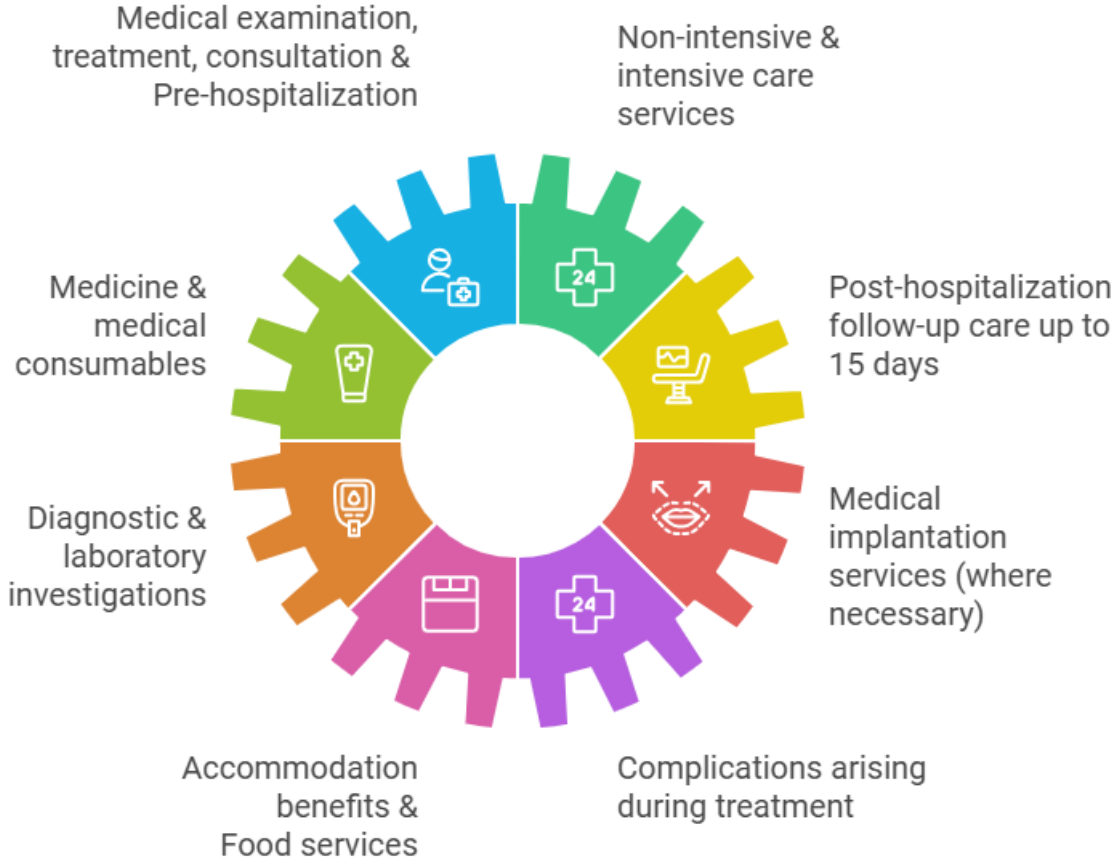 Medical examination,
treatment, consultation &
Pre-hospitalization
Non-intensive &
intensive care
services
24
Medicine &
medical
consumables
Post-hospitalization
follow-up care up to
15 days
Diagnostic &
laboratory
investigations
Medical
implantation
services (where
necessary)
24
Accommodation
benefits &
Food services
Complications arising
during treatment